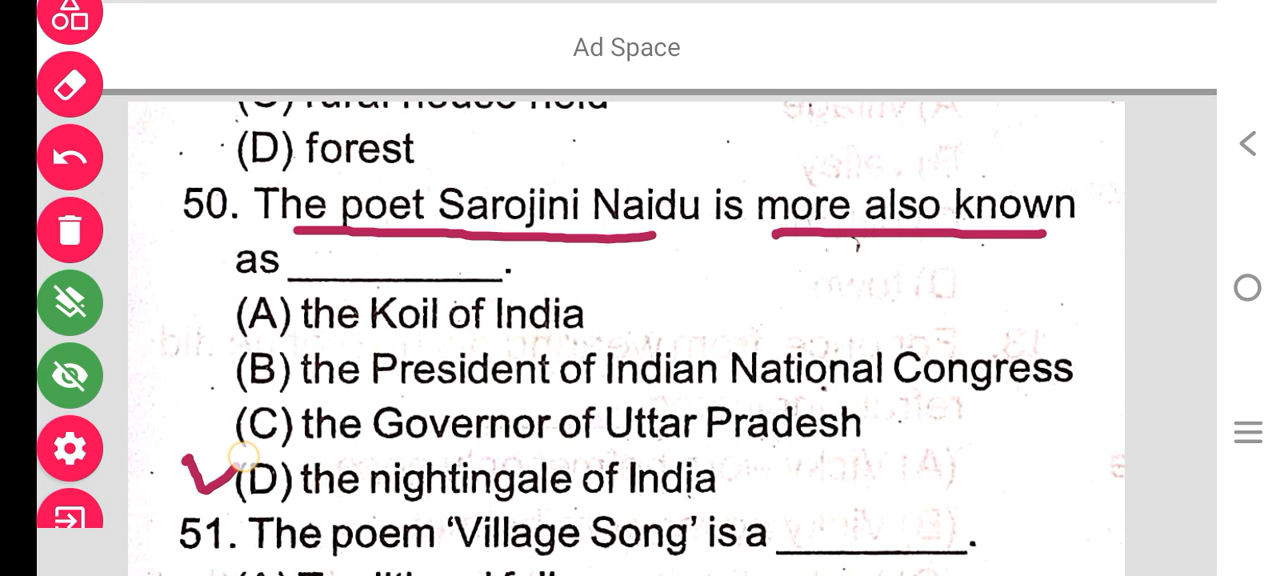 Ad Space
(D) forest
50. The poet Sarojini Naidu is more also known
as __________.
(A) the Koil of India
(B) the President of Indian National Congress
(C) the Governor of Uttar Pradesh
(D) the nightingale of India
51. The poem ‘Village Song’ is a _________.